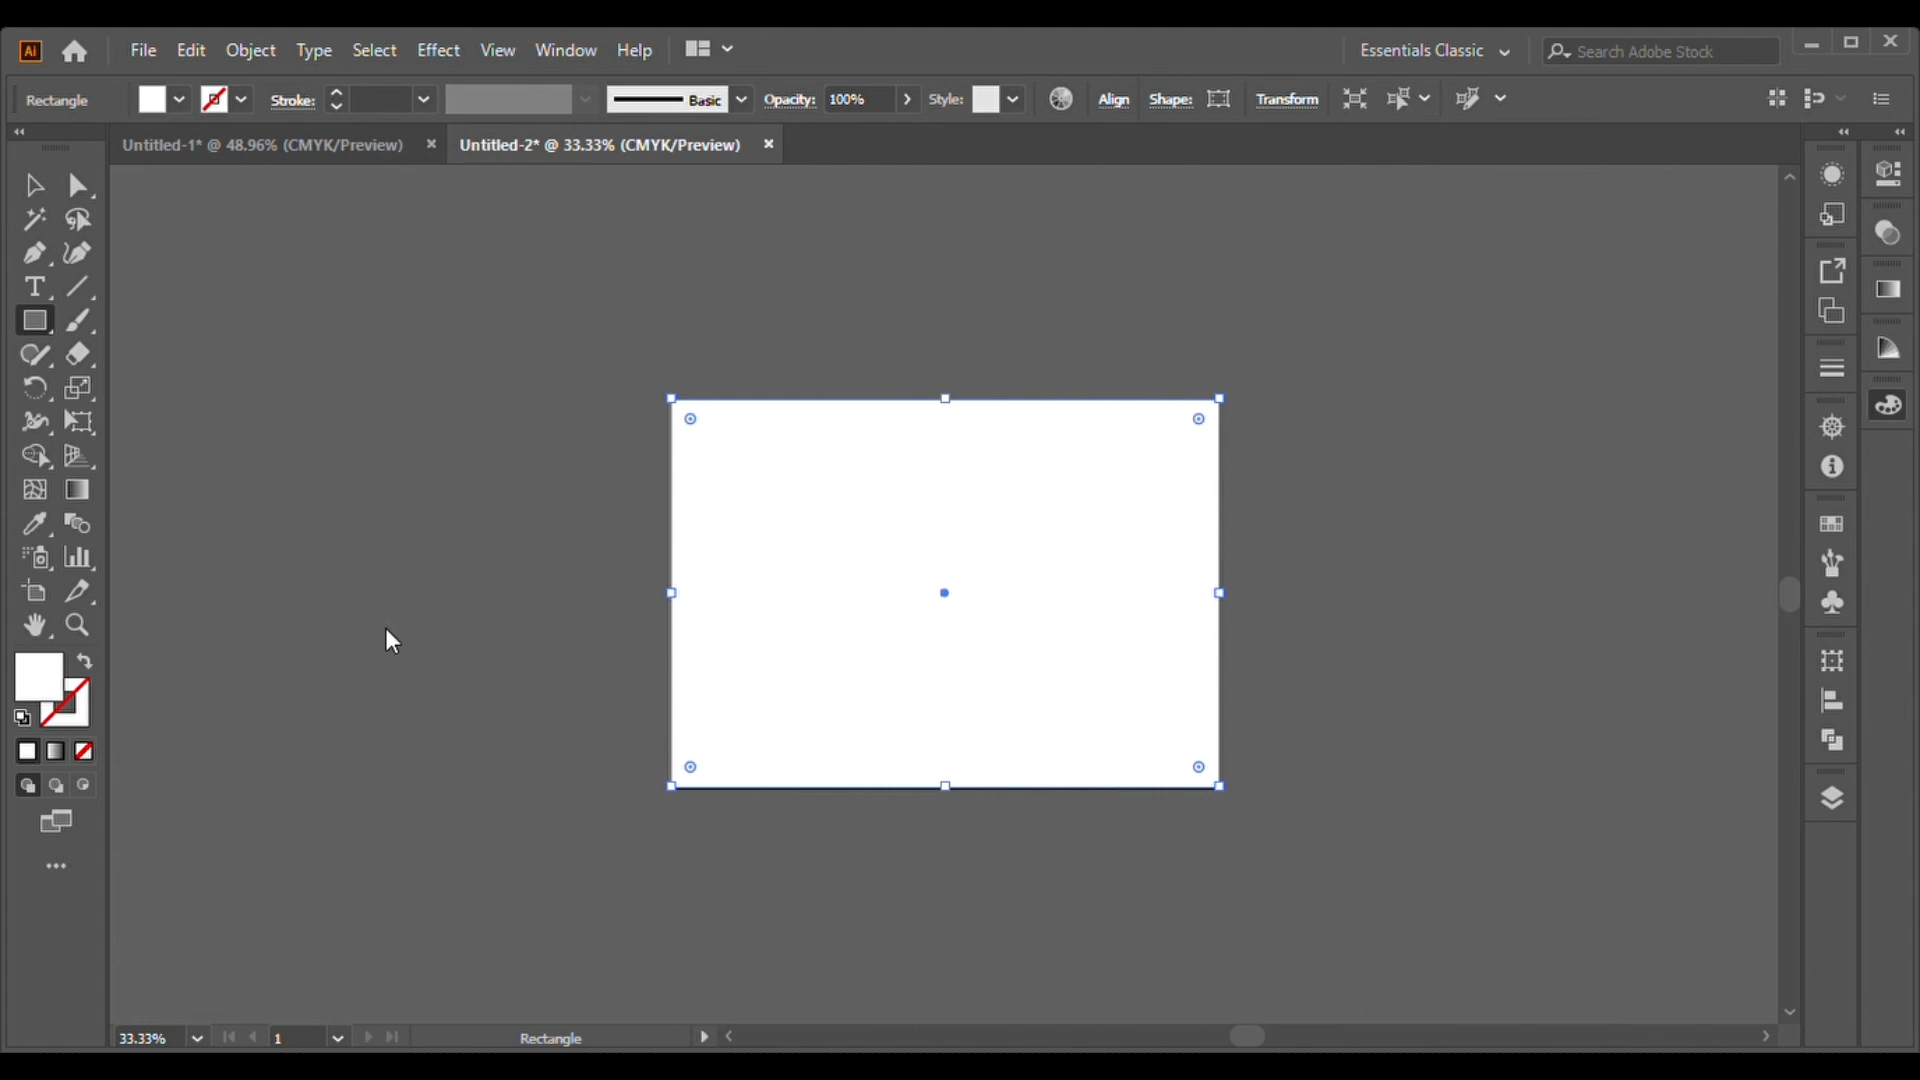 Ai File Edit Object Type Select Effect View Window Help Essentials Classic Search Adobe Stock
Rectangle Stroke: Basic Opacity: 100% Style: Align Shape: Transform
Untitled-1* @ 48.96% (CMYK/Preview) Untitled-2* @ 33.33% (CMYK/Preview)
33.33% 1 Rectangle